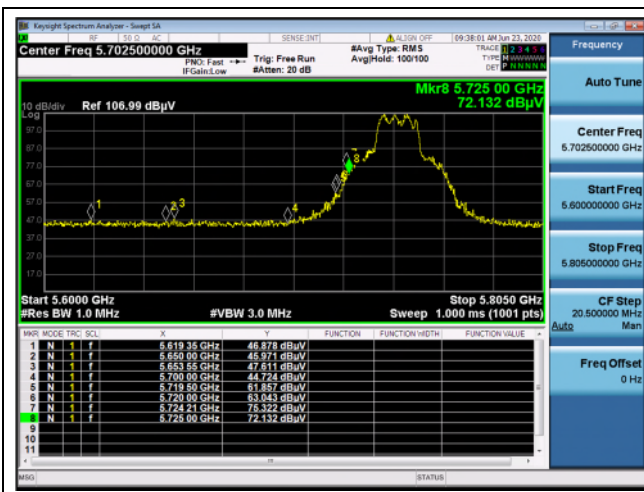 Keysight Spectrum Analyzer - Swept SA
RF 50 Ω AC SENSE:INT ALIGN OFF 09:38:01 AM Jun 23, 2020
Center Freq 5.702500000 GHz #Avg Type: RMS TRACE 1 2 3 4 5 6
PNO: Fast Trig: Free Run Avg|Hold: 100/100 TYPE M WWWWW
IFGain:Low #Atten: 20 dB DET P N N N N N
Mkr8 5.725 00 GHz
10 dB/div Ref 106.99 dBµV 72.132 dBµV
Log
97.0
87.0
77.0
67.0
57.0
47.0
37.0
27.0
17.0
1
2 3
4
7
8
Start 5.6000 GHz Stop 5.8050 GHz
#Res BW 1.0 MHz #VBW 3.0 MHz Sweep 1.000 ms (1001 pts)
MKR MODE TRC SCL X Y FUNCTION FUNCTION WIDTH FUNCTION VALUE
1 N 1 f 5.619 35 GHz 46.878 dBµV
2 N 1 f 5.650 00 GHz 45.971 dBµV
3 N 1 f 5.653 55 GHz 47.611 dBµV
4 N 1 f 5.700 00 GHz 44.724 dBµV
5 N 1 f 5.719 50 GHz 61.857 dBµV
6 N 1 f 5.720 00 GHz 63.043 dBµV
7 N 1 f 5.724 21 GHz 75.322 dBµV
8 N 1 f 5.725 00 GHz 72.132 dBµV
9
10
11
MSG STATUS
Frequency
Auto Tune
Center Freq
5.702500000 GHz
Start Freq
5.600000000 GHz
Stop Freq
5.805000000 GHz
CF Step
20.500000 MHz
Auto Man
Freq Offset
0 Hz